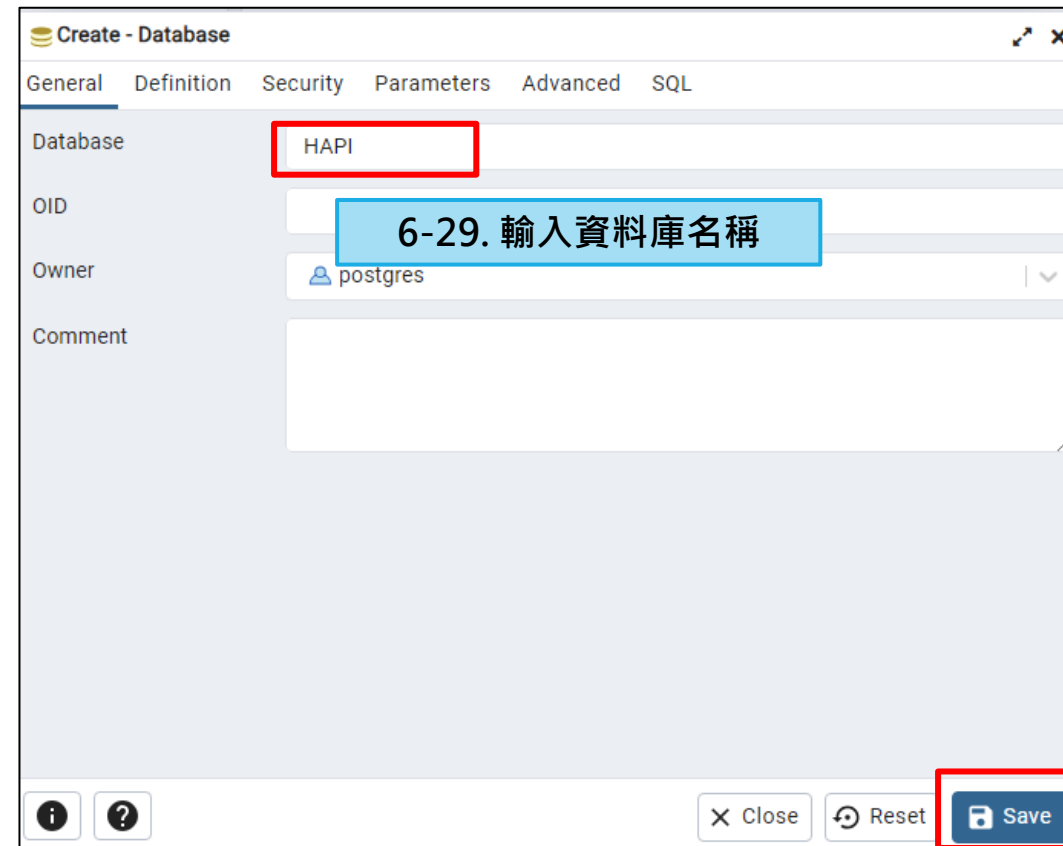 Create - Database
General Definition Security Parameters Advanced SQL
Database HAPI
OID
6-29. 輸入資料庫名稱
Owner postgres
Comment
Close Reset Save